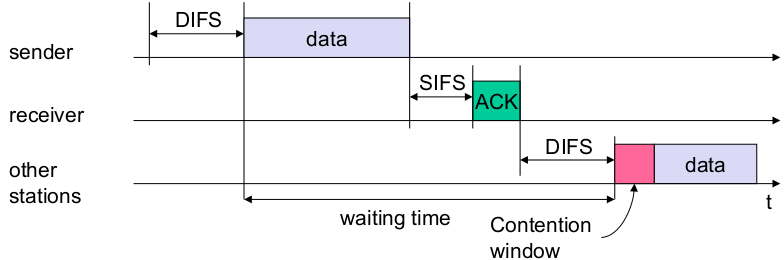 DIFS
data
sender
SIFS
ACK
receiver
DIFS
data
other
stations
t
waiting time
Contention
window